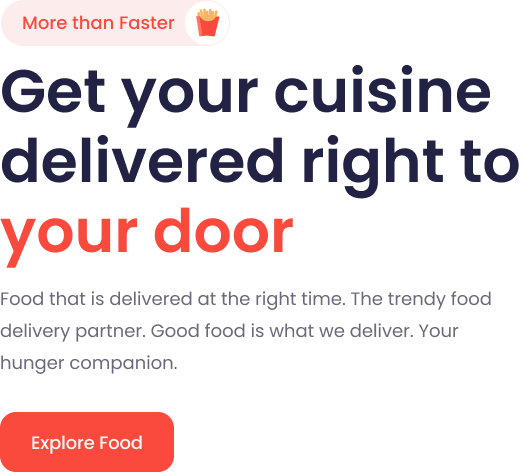 More than Faster
Get your cuisine
delivered right to
your door
Food that is delivered at the right time. The trendy food
delivery partner. Good food is what we deliver. Your
hunger companion.
Explore Food